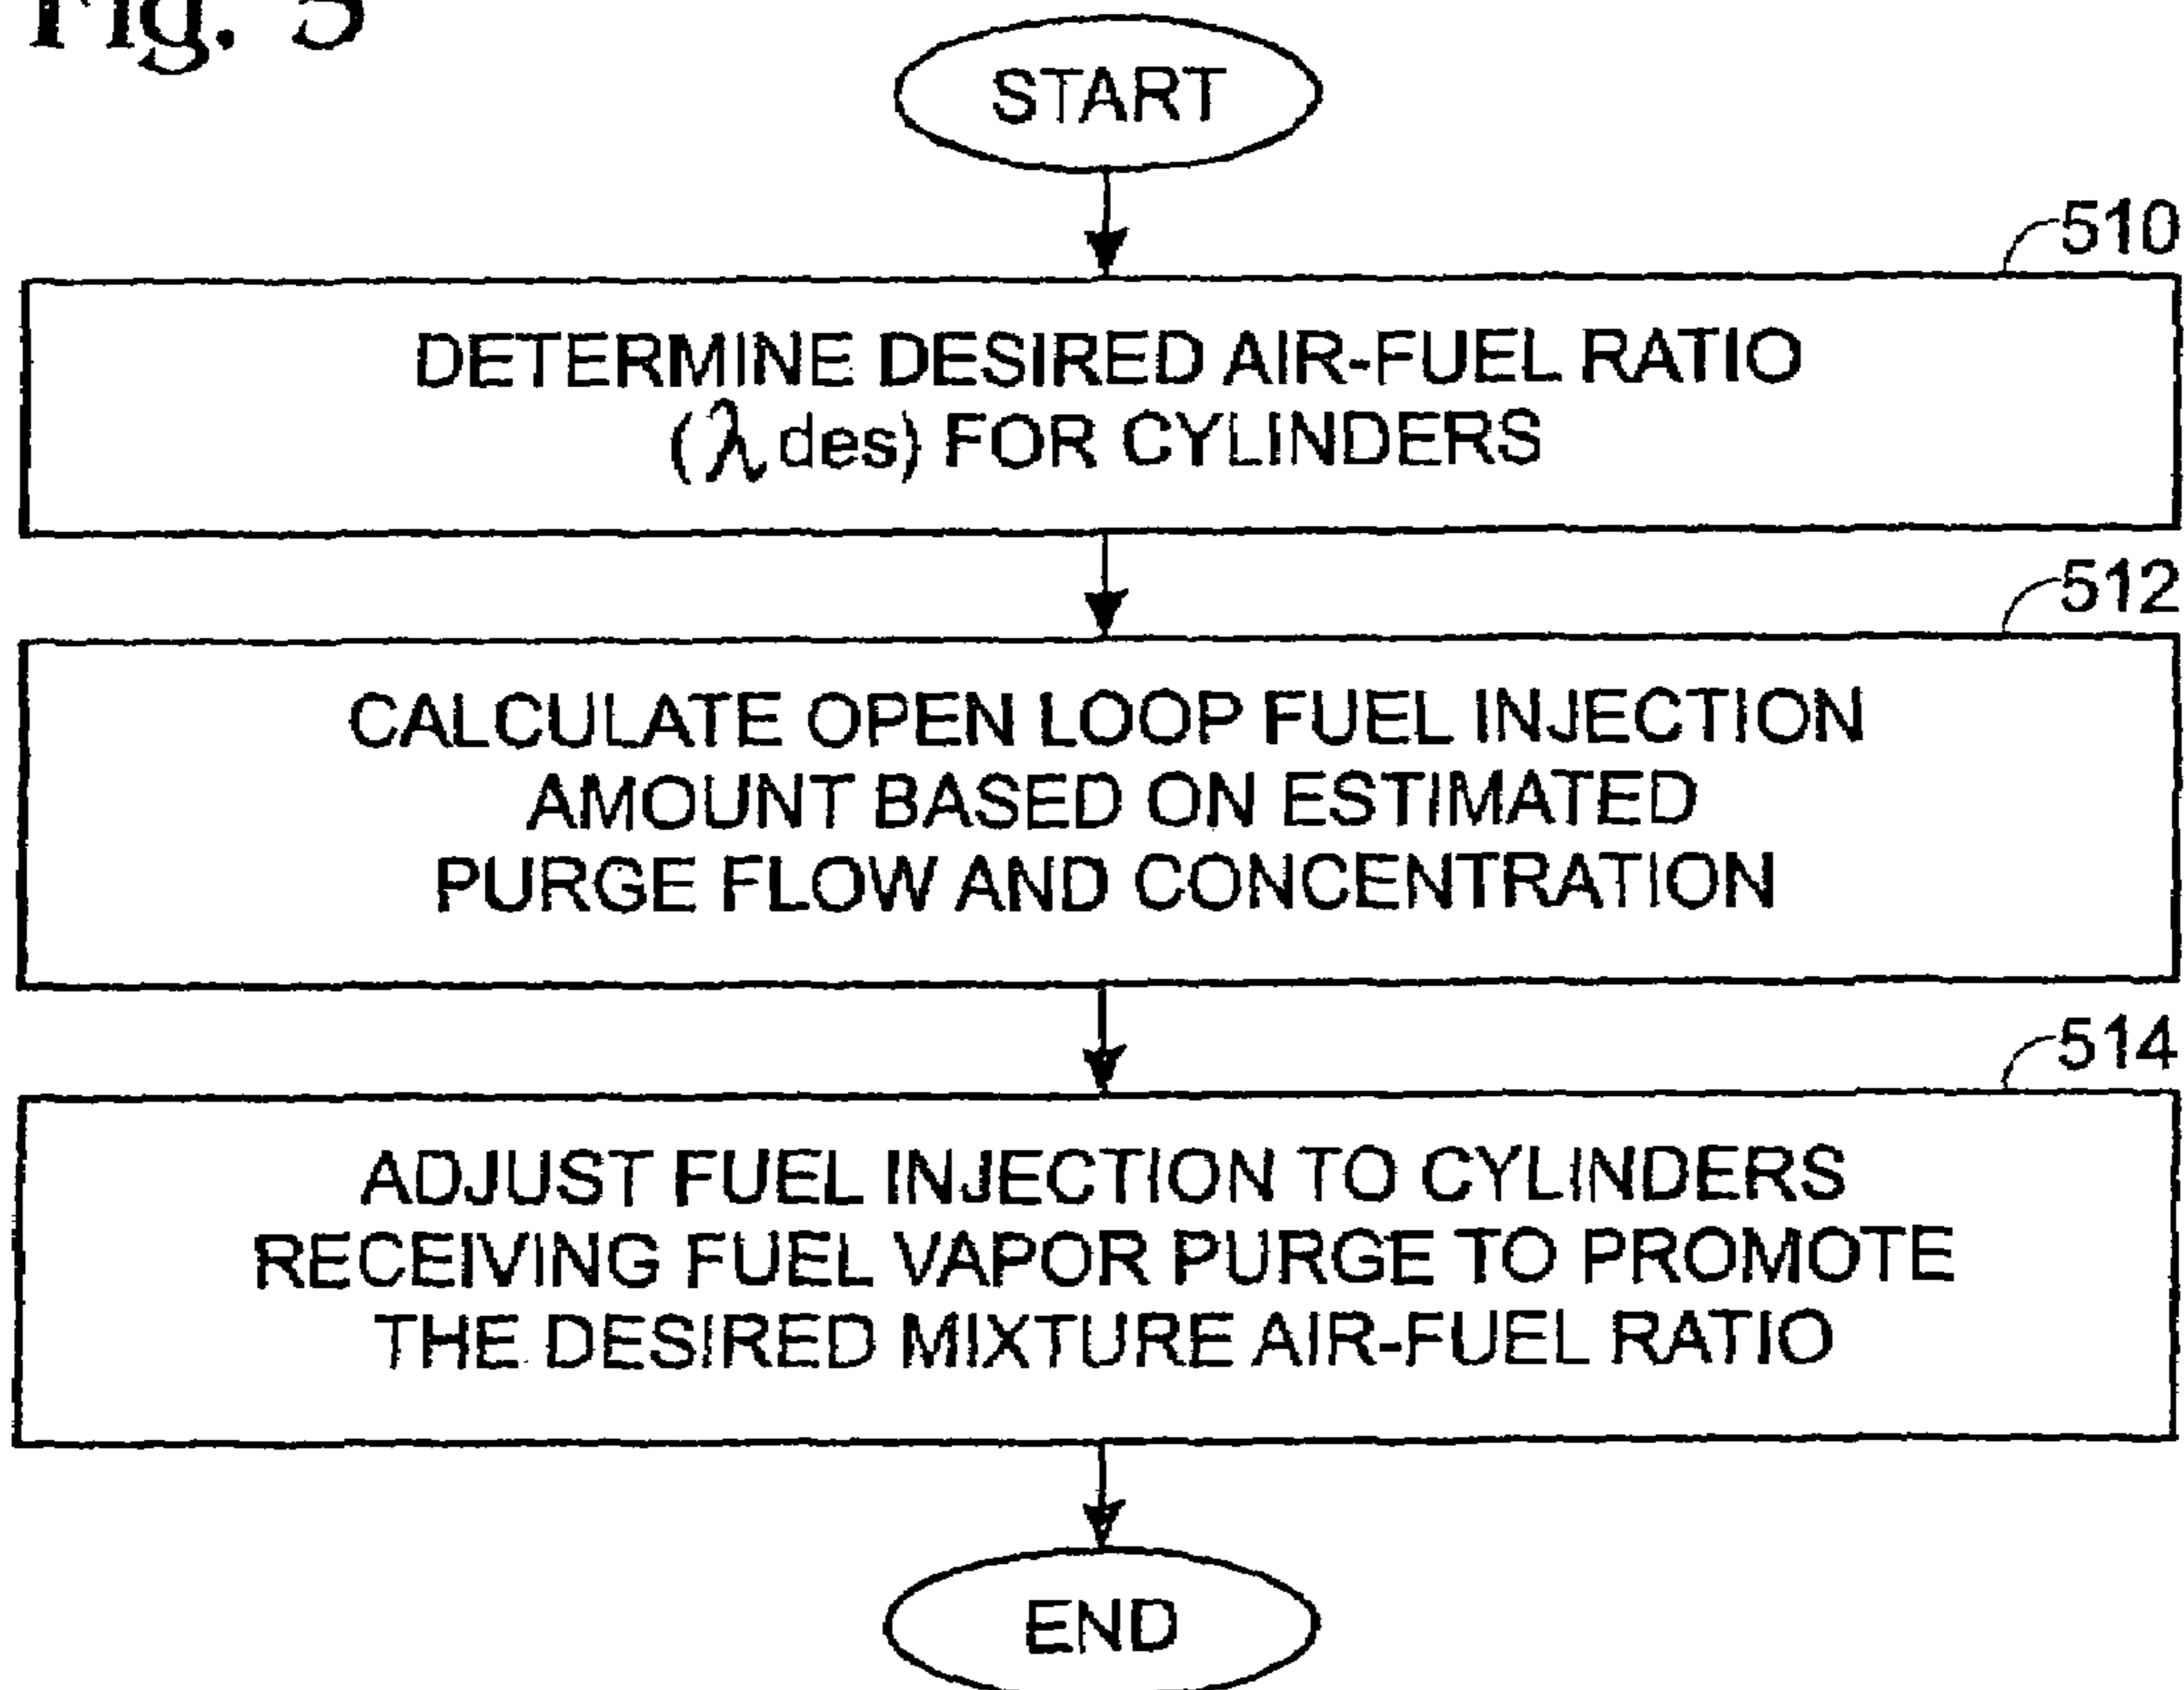 Fig. 5
START
510
DETERMINE DESIRED AIR-FUEL RATIO
(λ des) FOR CYLINDERS
512
CALCULATE OPEN LOOP FUEL INJECTION
AMOUNT BASED ON ESTIMATED
PURGE FLOW AND CONCENTRATION
514
ADJUST FUEL INJECTION TO CYLINDERS
RECEIVING FUEL VAPOR PURGE TO PROMOTE
THE DESIRED MIXTURE AIR-FUEL RATIO
END